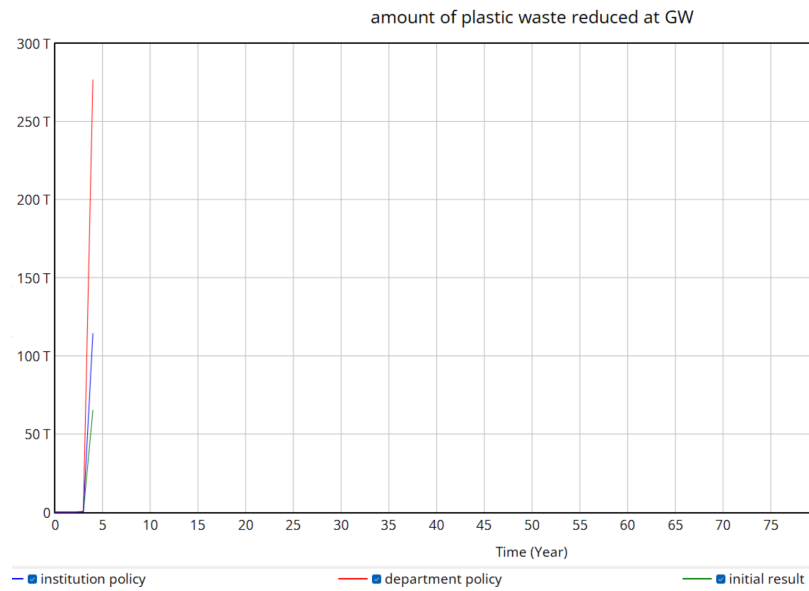 amount of plastic waste reduced at GW
300 T
250 T
200 T
150 T
100 T
50 T
0
0 5 10 15 20 25 30 35 40 45 50 55 60 65 70 75
Time (Year)
institution policy department policy initial result